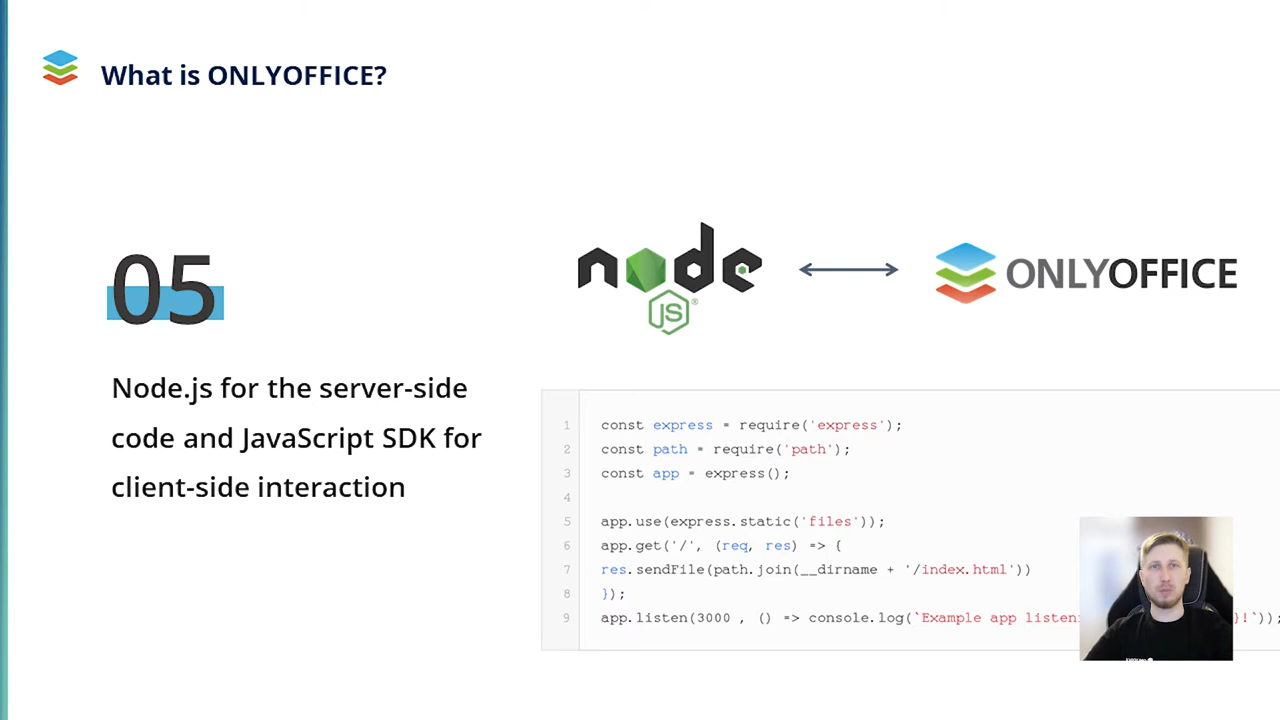 What is ONLYOFFICE?
05
Node.js for the server-side
code and JavaScript SDK for
client-side interaction
node
JS
®
ONLYOFFICE
1 const express = require('express');
2 const path = require('path');
3 const app = express();
4
5 app.use(express.static('files'));
6 app.get('/', (req, res) => {
7 res.sendFile(path.join(__dirname + '/index.html'))
8 });
9 app.listen(3000 , () => console.log(`Example app }!`));